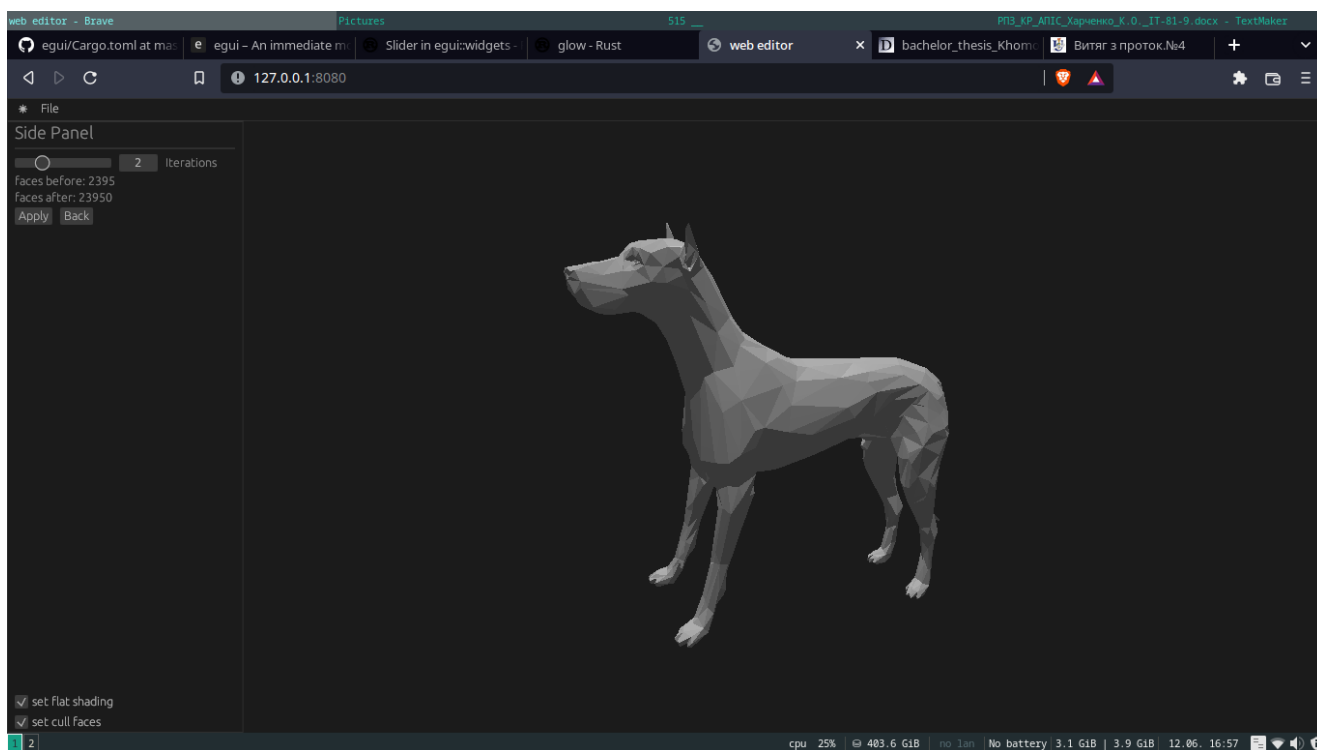 web editor - Brave Pictures 515 __ РПЗ_КР_АПІС_Харченко_К.О._ІТ-81-9.docx - TextMaker
egui/Cargo.toml at mas e egui – An immediate mo Slider in egui::widgets - glow - Rust web editor × D bachelor_thesis_Khomo Витяг з проток.№4 +
127.0.0.1:8080
File
Side Panel
2 Iterations
faces before: 2395
faces after: 23950
Apply Back
set flat shading
set cull faces
1 2 cpu 25% 403.6 GiB no lan No battery 3.1 GiB | 3.9 GiB 12.06. 16:57